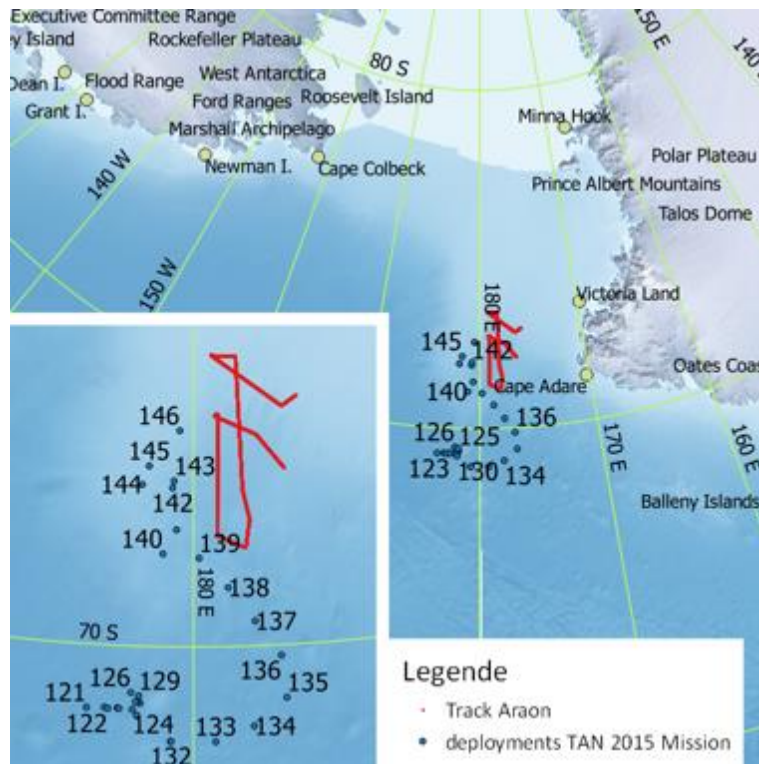 Executive Committee Range
ey Island
Rockefeller Plateau
80 S
150 E
140
Dean I.
Flood Range
West Antarctica
Grant I.
Ford Ranges
Roosevelt Island
Marshall Archipelago
Minna Hook
Newman I.
Cape Colbeck
Polar Plateau
140 W
Prince Albert Mountains
Talos Dome
150 W
180 E
Victoria Land
145
142
Oates Coas
140
Cape Adare
136
126
125
123
130
134
170 E
160 E
Balleny Islands
146
145
143
144
142
140
139
180 E
138
137
70 S
136
126
129
135
121
122
124
133
134
132
Legende
Track Araon
deployments TAN 2015 Mission